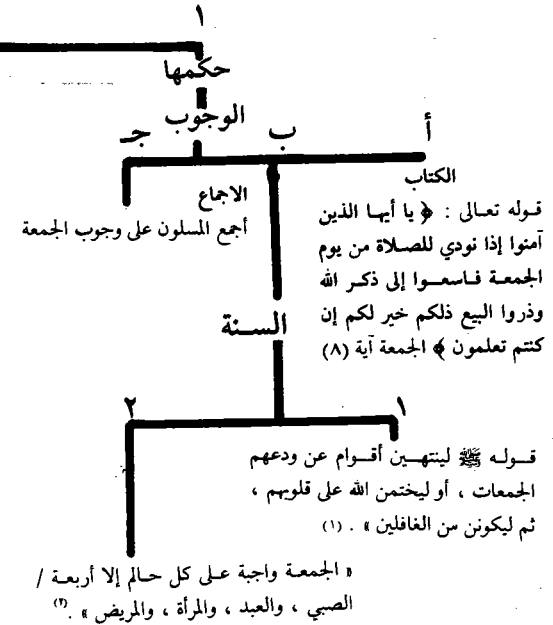 ١
حكمها
الوجوب
أ
ب
جـ
الكتاب
قوله تعالى : ﴿ يا أيها الذين
آمنوا إذا نودي للصلاة من يوم
الجمعة فاسعوا إلى ذكر الله
وذروا البيع ذلكم خير لكم إن
كنتم تعلمون ﴾ الجمعة آية (٨)
الاجماع
أجمع المسلون على وجوب الجمعة
السنة
١
٢
قوله ﷺ لينتهين أقوام عن ودعهم
الجمعات ، أو ليختمن الله على قلوبهم ،
ثم ليكونن من الغافلين » . (١)
« الجمعة واجبة على كل حالم إلا أربعة /
الصبي ، والعبد ، والمرأة ، والمريض » . (٢)